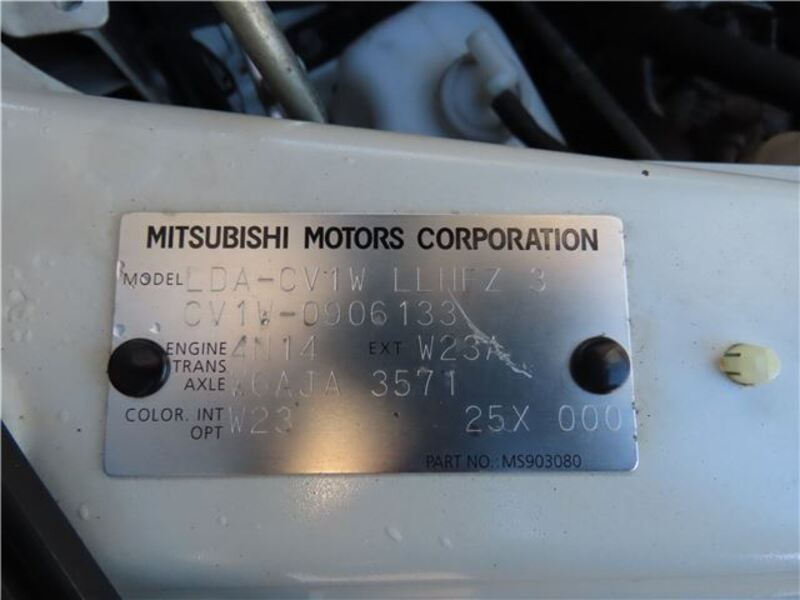 MITSUBISHI MOTORS CORPORATION
MODEL LDA-CV1W LLHFZ 3
CV1W-0906133
ENGINE 4N14 EXT W23A
TRANS
AXLE W6AJA 3571
COLOR. INT W23 25X 000
OPT
PART NO.: MS903080